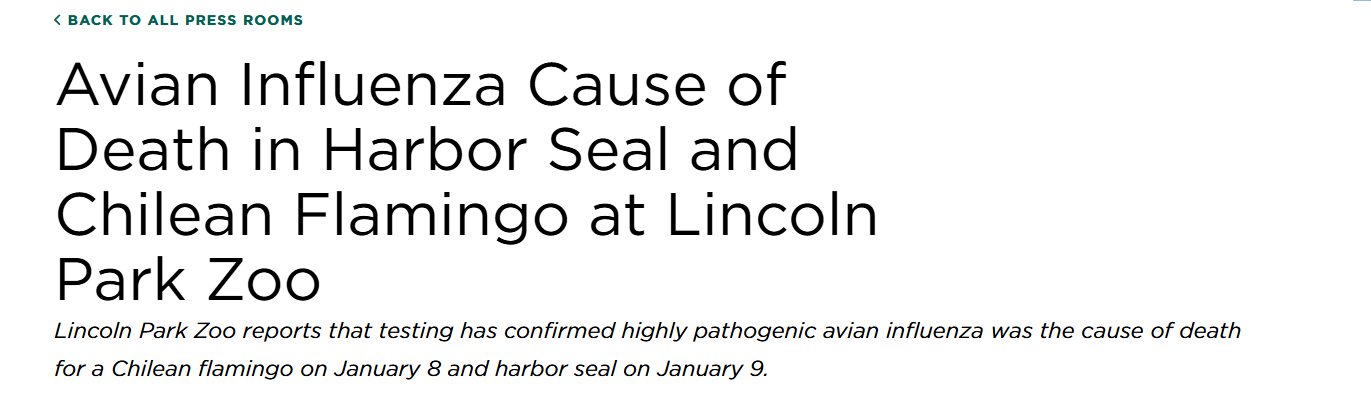 < BACK TO ALL PRESS ROOMS
Avian Influenza Cause of
Death in Harbor Seal and
Chilean Flamingo at Lincoln
Park Zoo
Lincoln Park Zoo reports that testing has confirmed highly pathogenic avian influenza was the cause of death
for a Chilean flamingo on January 8 and harbor seal on January 9.